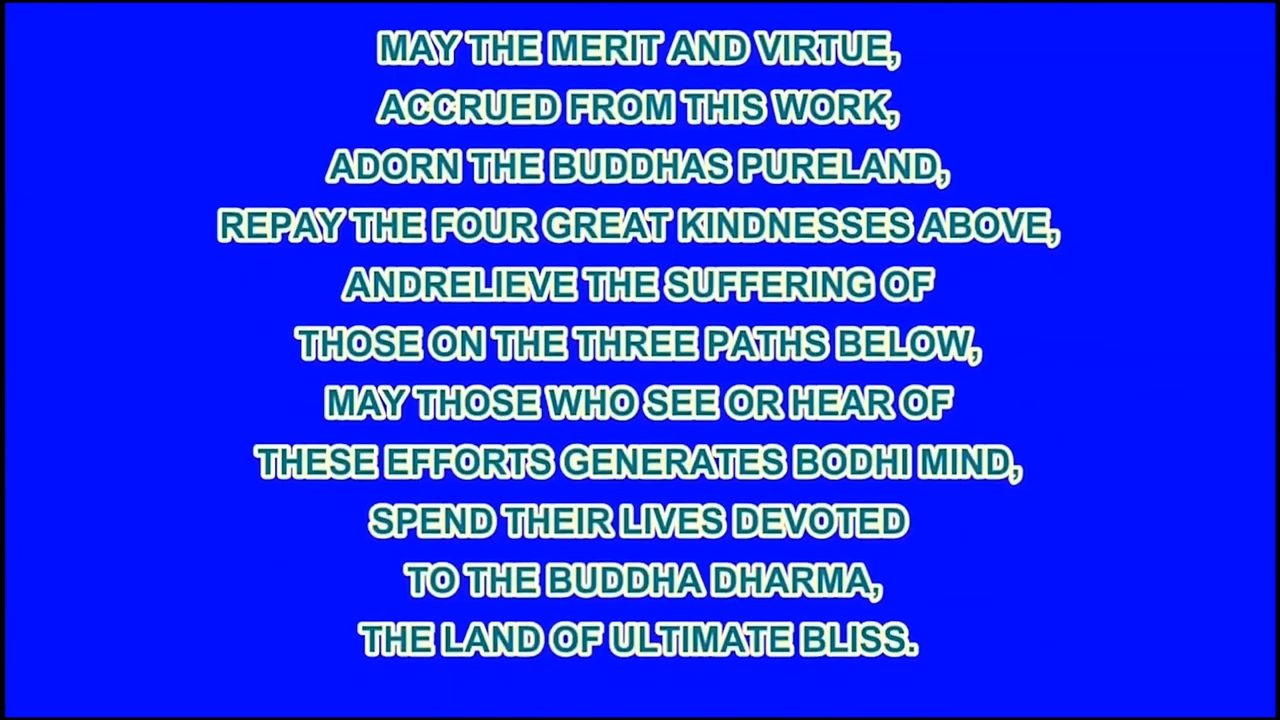 MAY THE MERIT AND VIRTUE,
ACCRUED FROM THIS WORK,
ADORN THE BUDDHAS PURELAND,
REPAY THE FOUR GREAT KINDNESSES ABOVE,
ANDRELIEVE THE SUFFERING OF
THOSE ON THE THREE PATHS BELOW,
MAY THOSE WHO SEE OR HEAR OF
THESE EFFORTS GENERATES BODHI MIND,
SPEND THEIR LIVES DEVOTED
TO THE BUDDHA DHARMA,
THE LAND OF ULTIMATE BLISS.